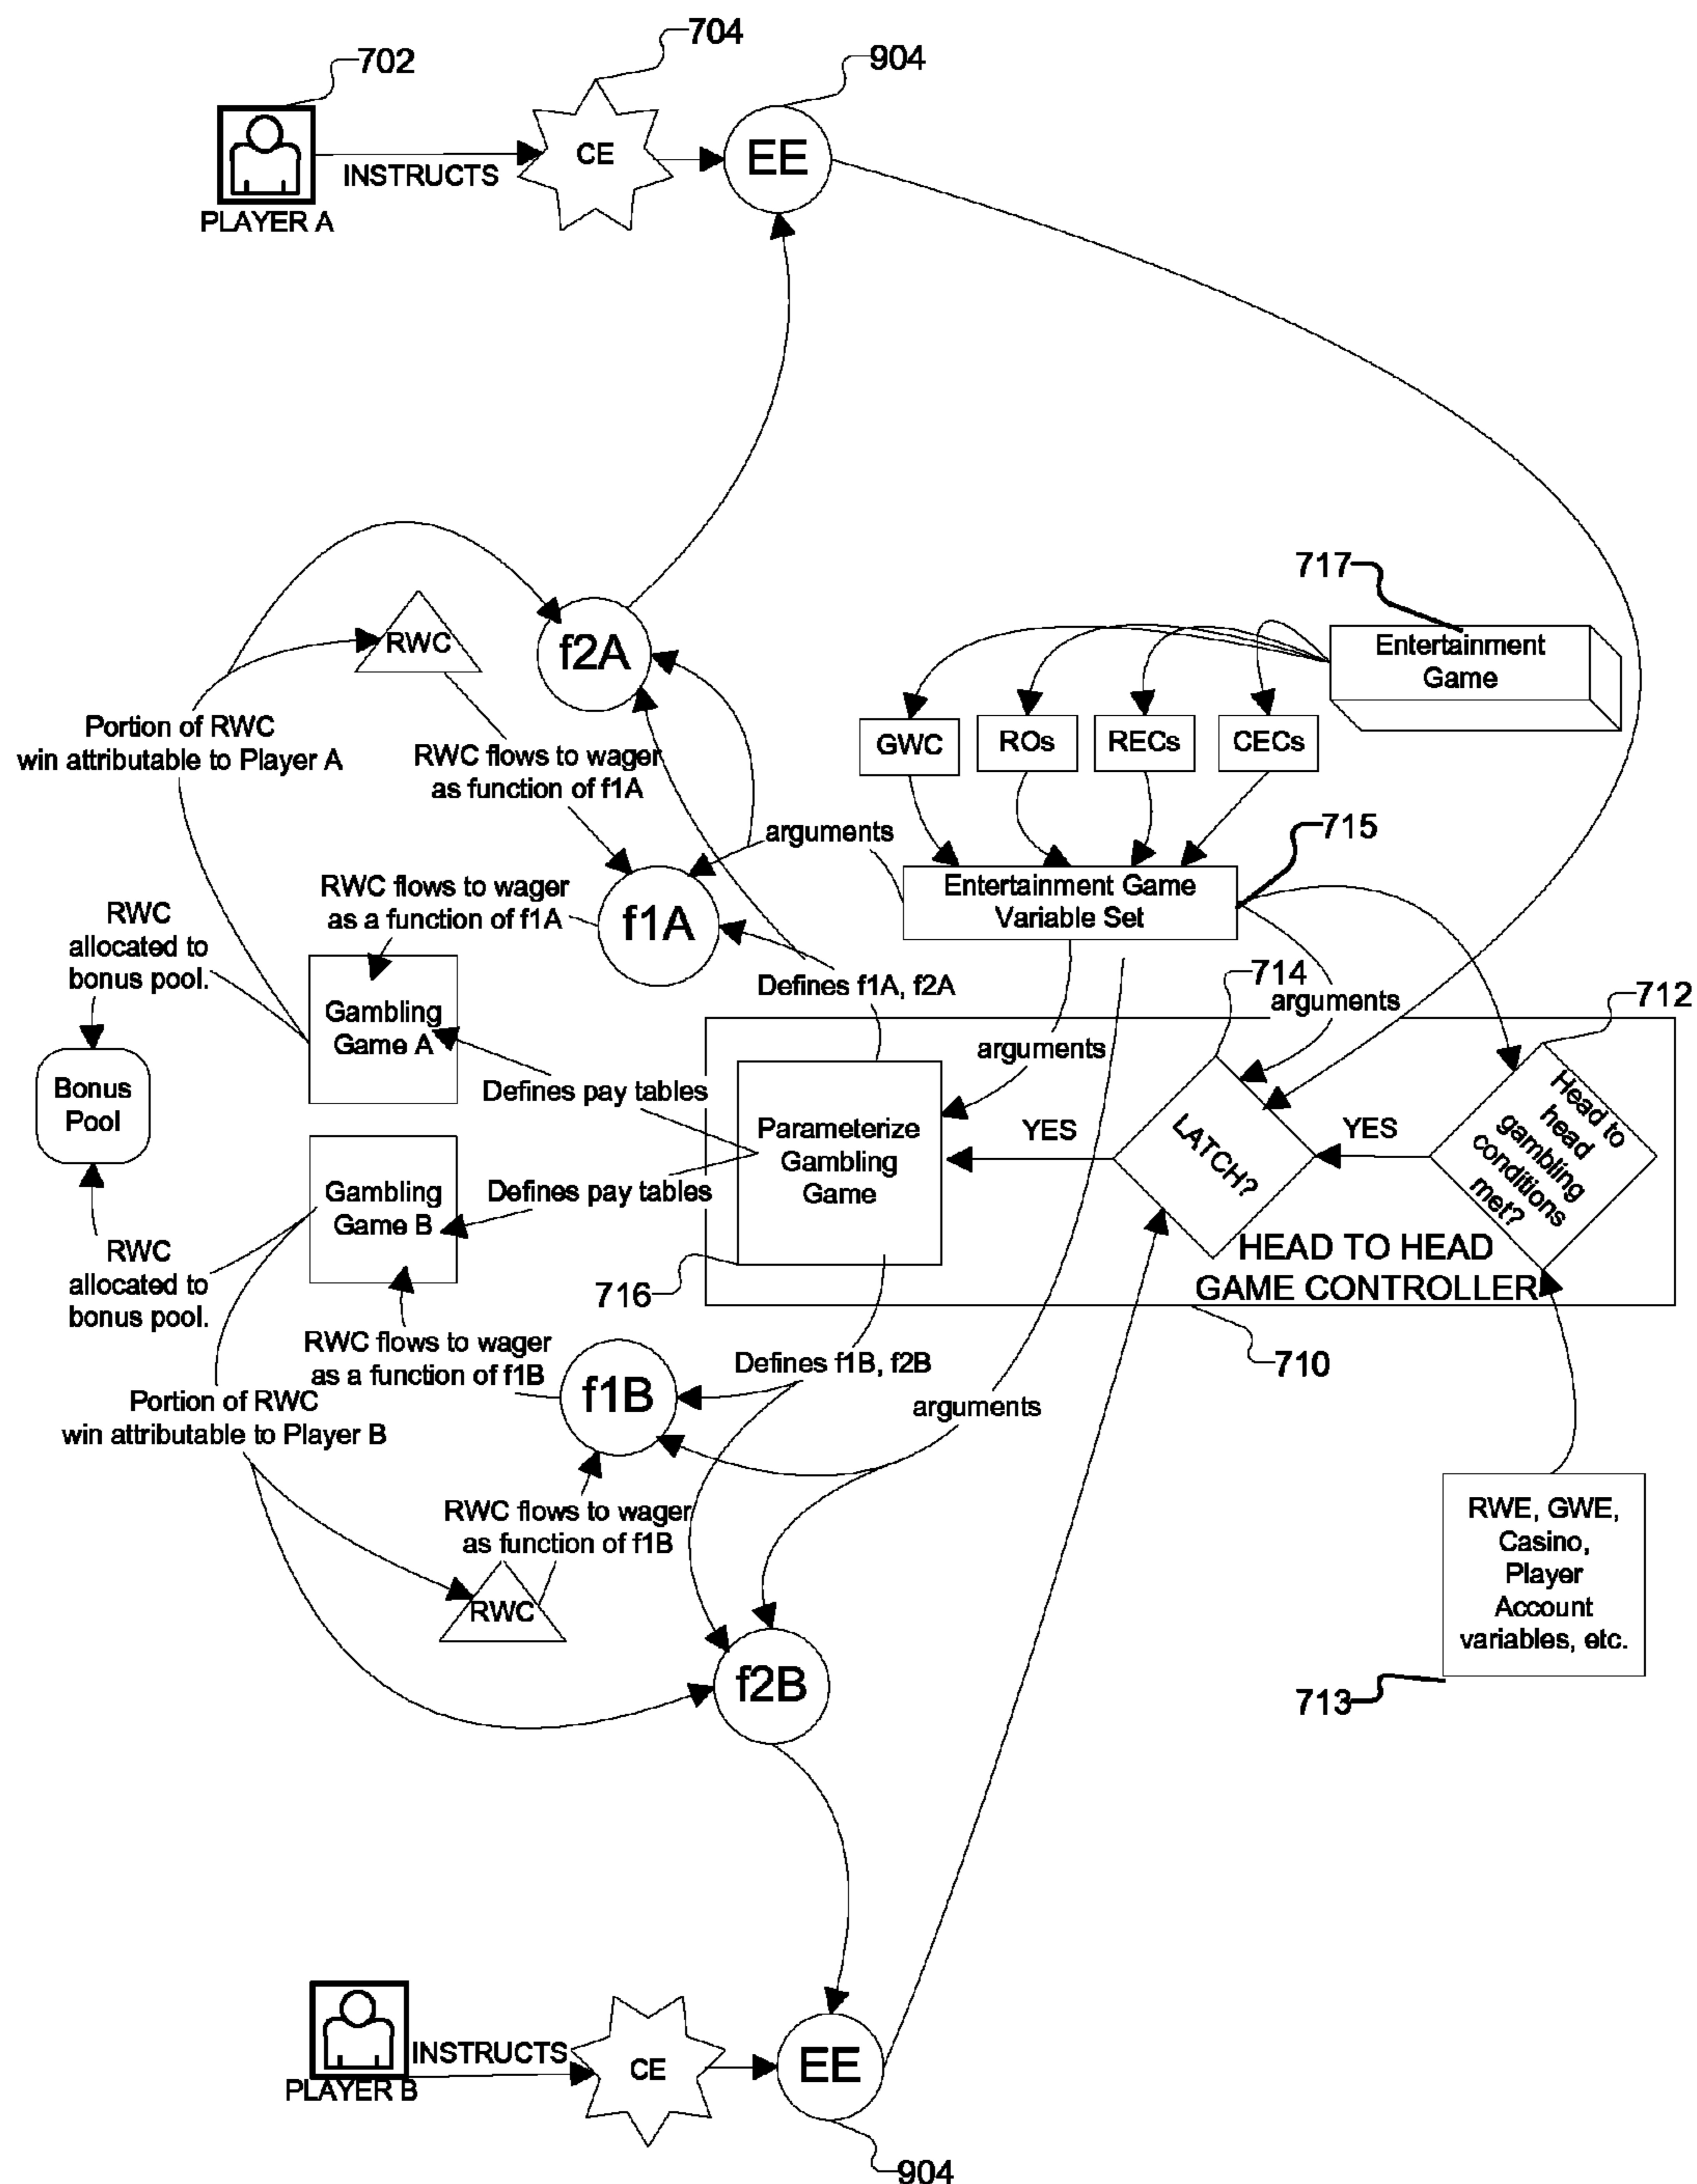 702
704
904
PLAYER A
INSTRUCTS
CE
EE
717
Entertainment
Game
RWC
f2A
GWC
ROs
RECs
CECs
Portion of RWC
win attributable to Player A
RWC flows to wager
as function of f1A
arguments
715
Entertainment Game
Variable Set
RWC
allocated to
bonus pool.
RWC flows to wager
as a function of f1A
f1A
Defines f1A, f2A
714
arguments
712
Gambling
Game A
arguments
Bonus
Pool
Defines pay tables
Parameterize
Gambling
Game
YES
LATCH?
YES
Head to
head
gambling
conditions
met?
Gambling
Game B
Defines pay tables
HEAD TO HEAD
GAME CONTROLLER
716
710
RWC
allocated to
bonus pool.
RWC flows to wager
as a function of f1B
f1B
Defines f1B, f2B
arguments
Portion of RWC
win attributable to Player B
RWC flows to wager
as function of f1B
RWC
RWE, GWE,
Casino,
Player
Account
variables, etc.
713
f2B
PLAYER B
INSTRUCTS
CE
EE
904